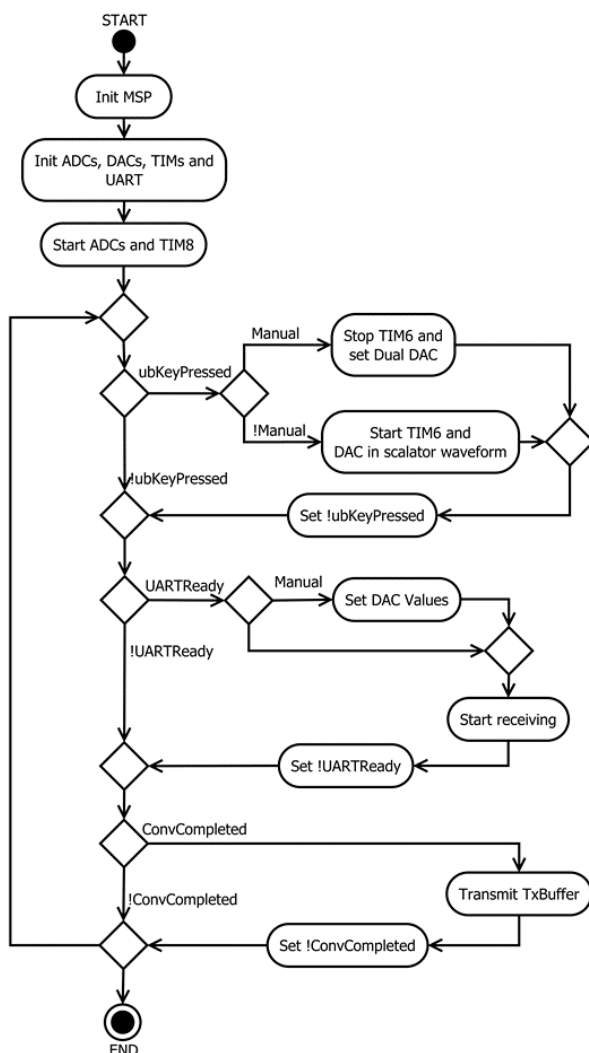 START
Init MSP
Init ADCs, DACs, TIMs and
UART
Start ADCs and TIM8
ubKeyPressed
Manual
Stop TIM6 and
set Dual DAC
!Manual
Start TIM6 and
DAC in scalator waveform
!ubKeyPressed
Set !ubKeyPressed
UARTReady
Manual
Set DAC Values
!UARTReady
Start receiving
Set !UARTReady
ConvCompleted
Transmit TxBuffer
!ConvCompleted
Set !ConvCompleted
END